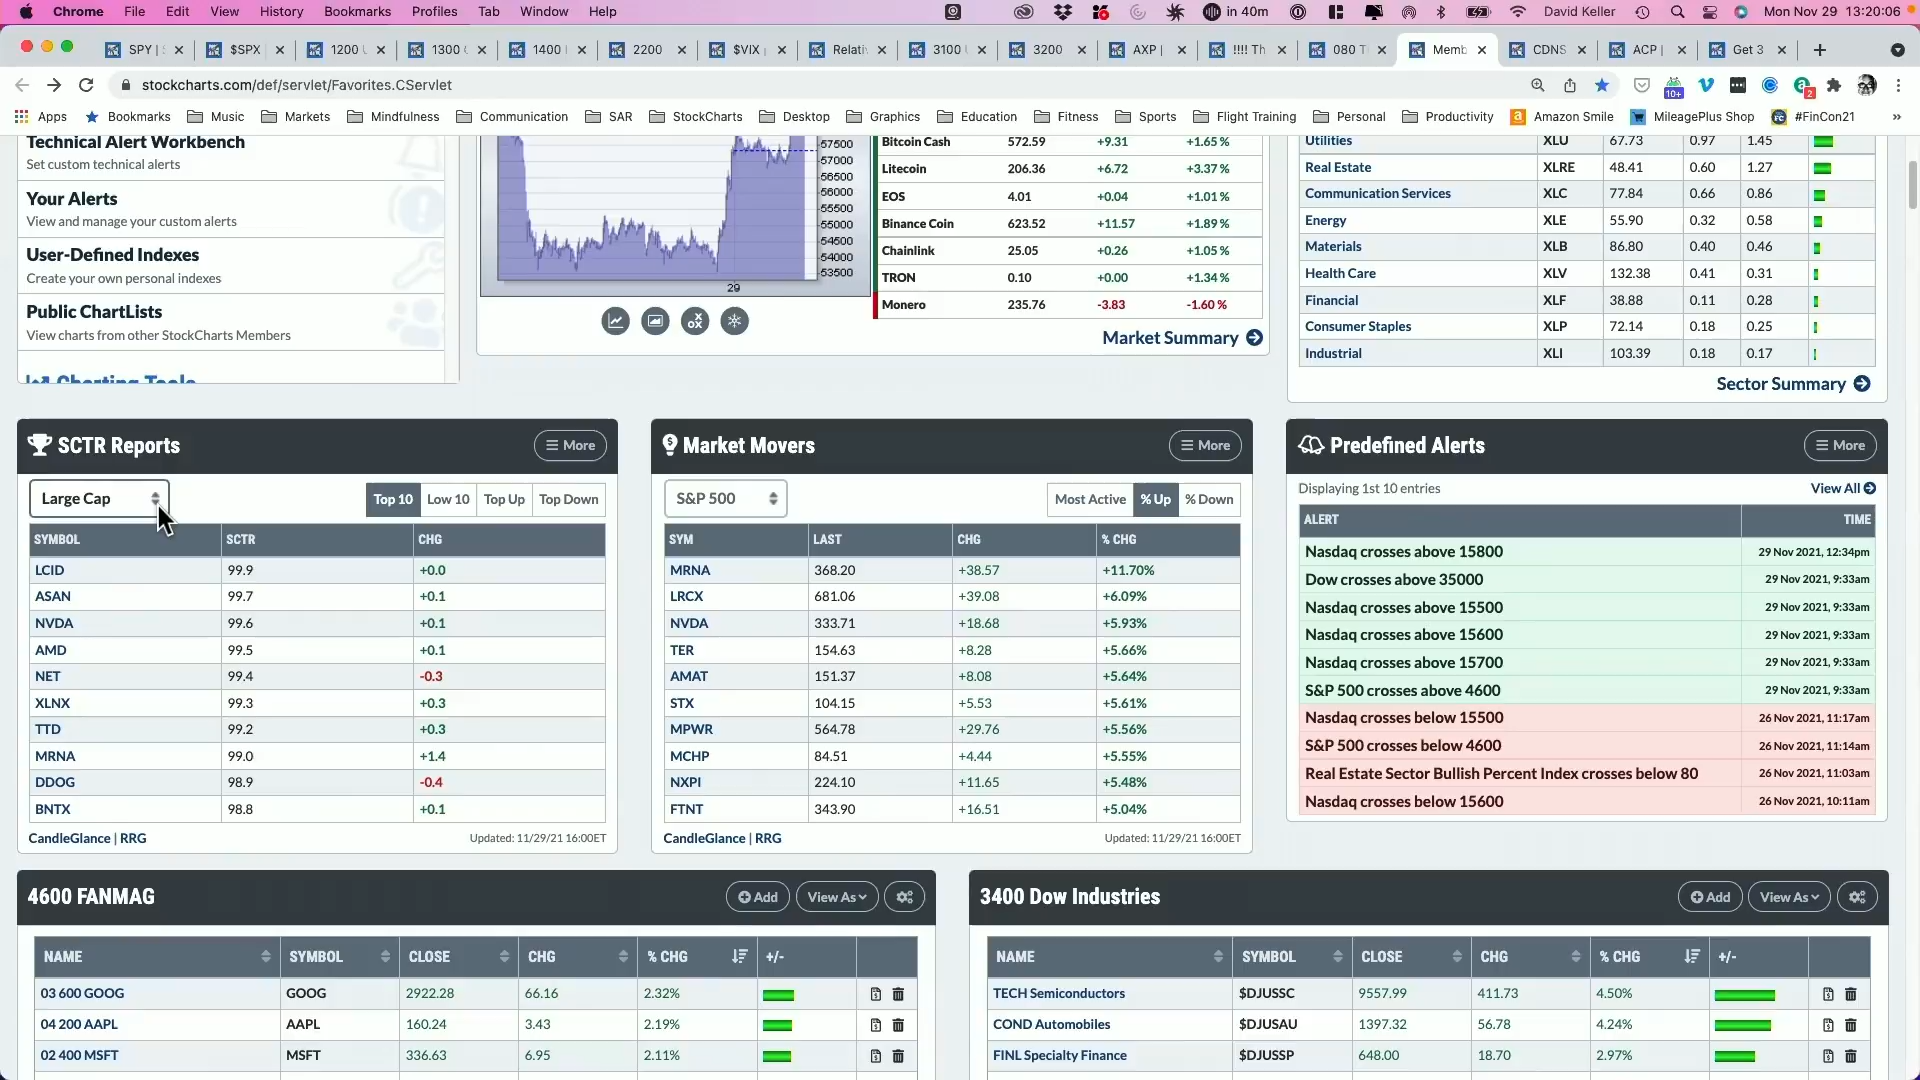 Chrome File Edit View History Bookmarks Profiles Tab Window Help in 40m David Keller Mon Nov 29 13:20:06
SPY | $SPX 1200 1300 1400 2200 $VIX Relati 3100 3200 AXP | !!!! Th 080 T Memb CDNS ACP | Get 3
stockcharts.com/def/servlet/Favorites.CServlet 10+ 2
Apps Bookmarks Music Markets Mindfulness Communication SAR StockCharts Desktop Graphics Education Fitness Sports Flight Training Personal Productivity Amazon Smile MileagePlus Shop #FinCon21 »
Technical Alert Workbench
Set custom technical alerts
Your Alerts
View and manage your custom alerts
User-Defined Indexes
Create your own personal indexes
Public ChartLists
View charts from other StockCharts Members
Charting Tools
57500
57000
56500
56000
55500
55000
54500
54000
53500
29
Bitcoin Cash 572.59 +9.31 +1.65 %
Litecoin 206.36 +6.72 +3.37 %
EOS 4.01 +0.04 +1.01 %
Binance Coin 623.52 +11.57 +1.89 %
Chainlink 25.05 +0.26 +1.05 %
TRON 0.10 +0.00 +1.34 %
Monero 235.76 -3.83 -1.60 %
Market Summary
Utilities XLU 67.73 0.97 1.45
Real Estate XLRE 48.41 0.60 1.27
Communication Services XLC 77.84 0.66 0.86
Energy XLE 55.90 0.32 0.58
Materials XLB 86.80 0.40 0.46
Health Care XLV 132.38 0.41 0.31
Financial XLF 38.88 0.11 0.28
Consumer Staples XLP 72.14 0.18 0.25
Industrial XLI 103.39 0.18 0.17
Sector Summary
SCTR Reports More
Large Cap Top 10 Low 10 Top Up Top Down
SYMBOL SCTR CHG
LCID 99.9 +0.0
ASAN 99.7 +0.1
NVDA 99.6 +0.1
AMD 99.5 +0.1
NET 99.4 -0.3
XLNX 99.3 +0.3
TTD 99.2 +0.3
MRNA 99.0 +1.4
DDOG 98.9 -0.4
BNTX 98.8 +0.1
CandleGlance | RRG Updated: 11/29/21 16:00ET
Market Movers More
S&P 500 Most Active % Up % Down
SYM LAST CHG % CHG
MRNA 368.20 +38.57 +11.70%
LRCX 681.06 +39.08 +6.09%
NVDA 333.71 +18.68 +5.93%
TER 154.63 +8.28 +5.66%
AMAT 151.37 +8.08 +5.64%
STX 104.15 +5.53 +5.61%
MPWR 564.78 +29.76 +5.56%
MCHP 84.51 +4.44 +5.55%
NXPI 224.10 +11.65 +5.48%
FTNT 343.90 +16.51 +5.04%
CandleGlance | RRG Updated: 11/29/21 16:00ET
Predefined Alerts More
Displaying 1st 10 entries View All
ALERT TIME
Nasdaq crosses above 15800 29 Nov 2021, 12:34pm
Dow crosses above 35000 29 Nov 2021, 9:33am
Nasdaq crosses above 15500 29 Nov 2021, 9:33am
Nasdaq crosses above 15600 29 Nov 2021, 9:33am
Nasdaq crosses above 15700 29 Nov 2021, 9:33am
S&P 500 crosses above 4600 29 Nov 2021, 9:33am
Nasdaq crosses below 15500 26 Nov 2021, 11:17am
S&P 500 crosses below 4600 26 Nov 2021, 11:14am
Real Estate Sector Bullish Percent Index crosses below 80 26 Nov 2021, 11:03am
Nasdaq crosses below 15600 26 Nov 2021, 10:11am
4600 FANMAG Add View As
NAME SYMBOL CLOSE CHG % CHG +/-
03 600 GOOG GOOG 2922.28 66.16 2.32%
04 200 AAPL AAPL 160.24 3.43 2.19%
02 400 MSFT MSFT 336.63 6.95 2.11%
3400 Dow Industries Add View As
NAME SYMBOL CLOSE CHG % CHG +/-
TECH Semiconductors $DJUSSC 9557.99 411.73 4.50%
COND Automobiles $DJUSAU 1397.32 56.78 4.24%
FINL Specialty Finance $DJUSSP 648.00 18.70 2.97%